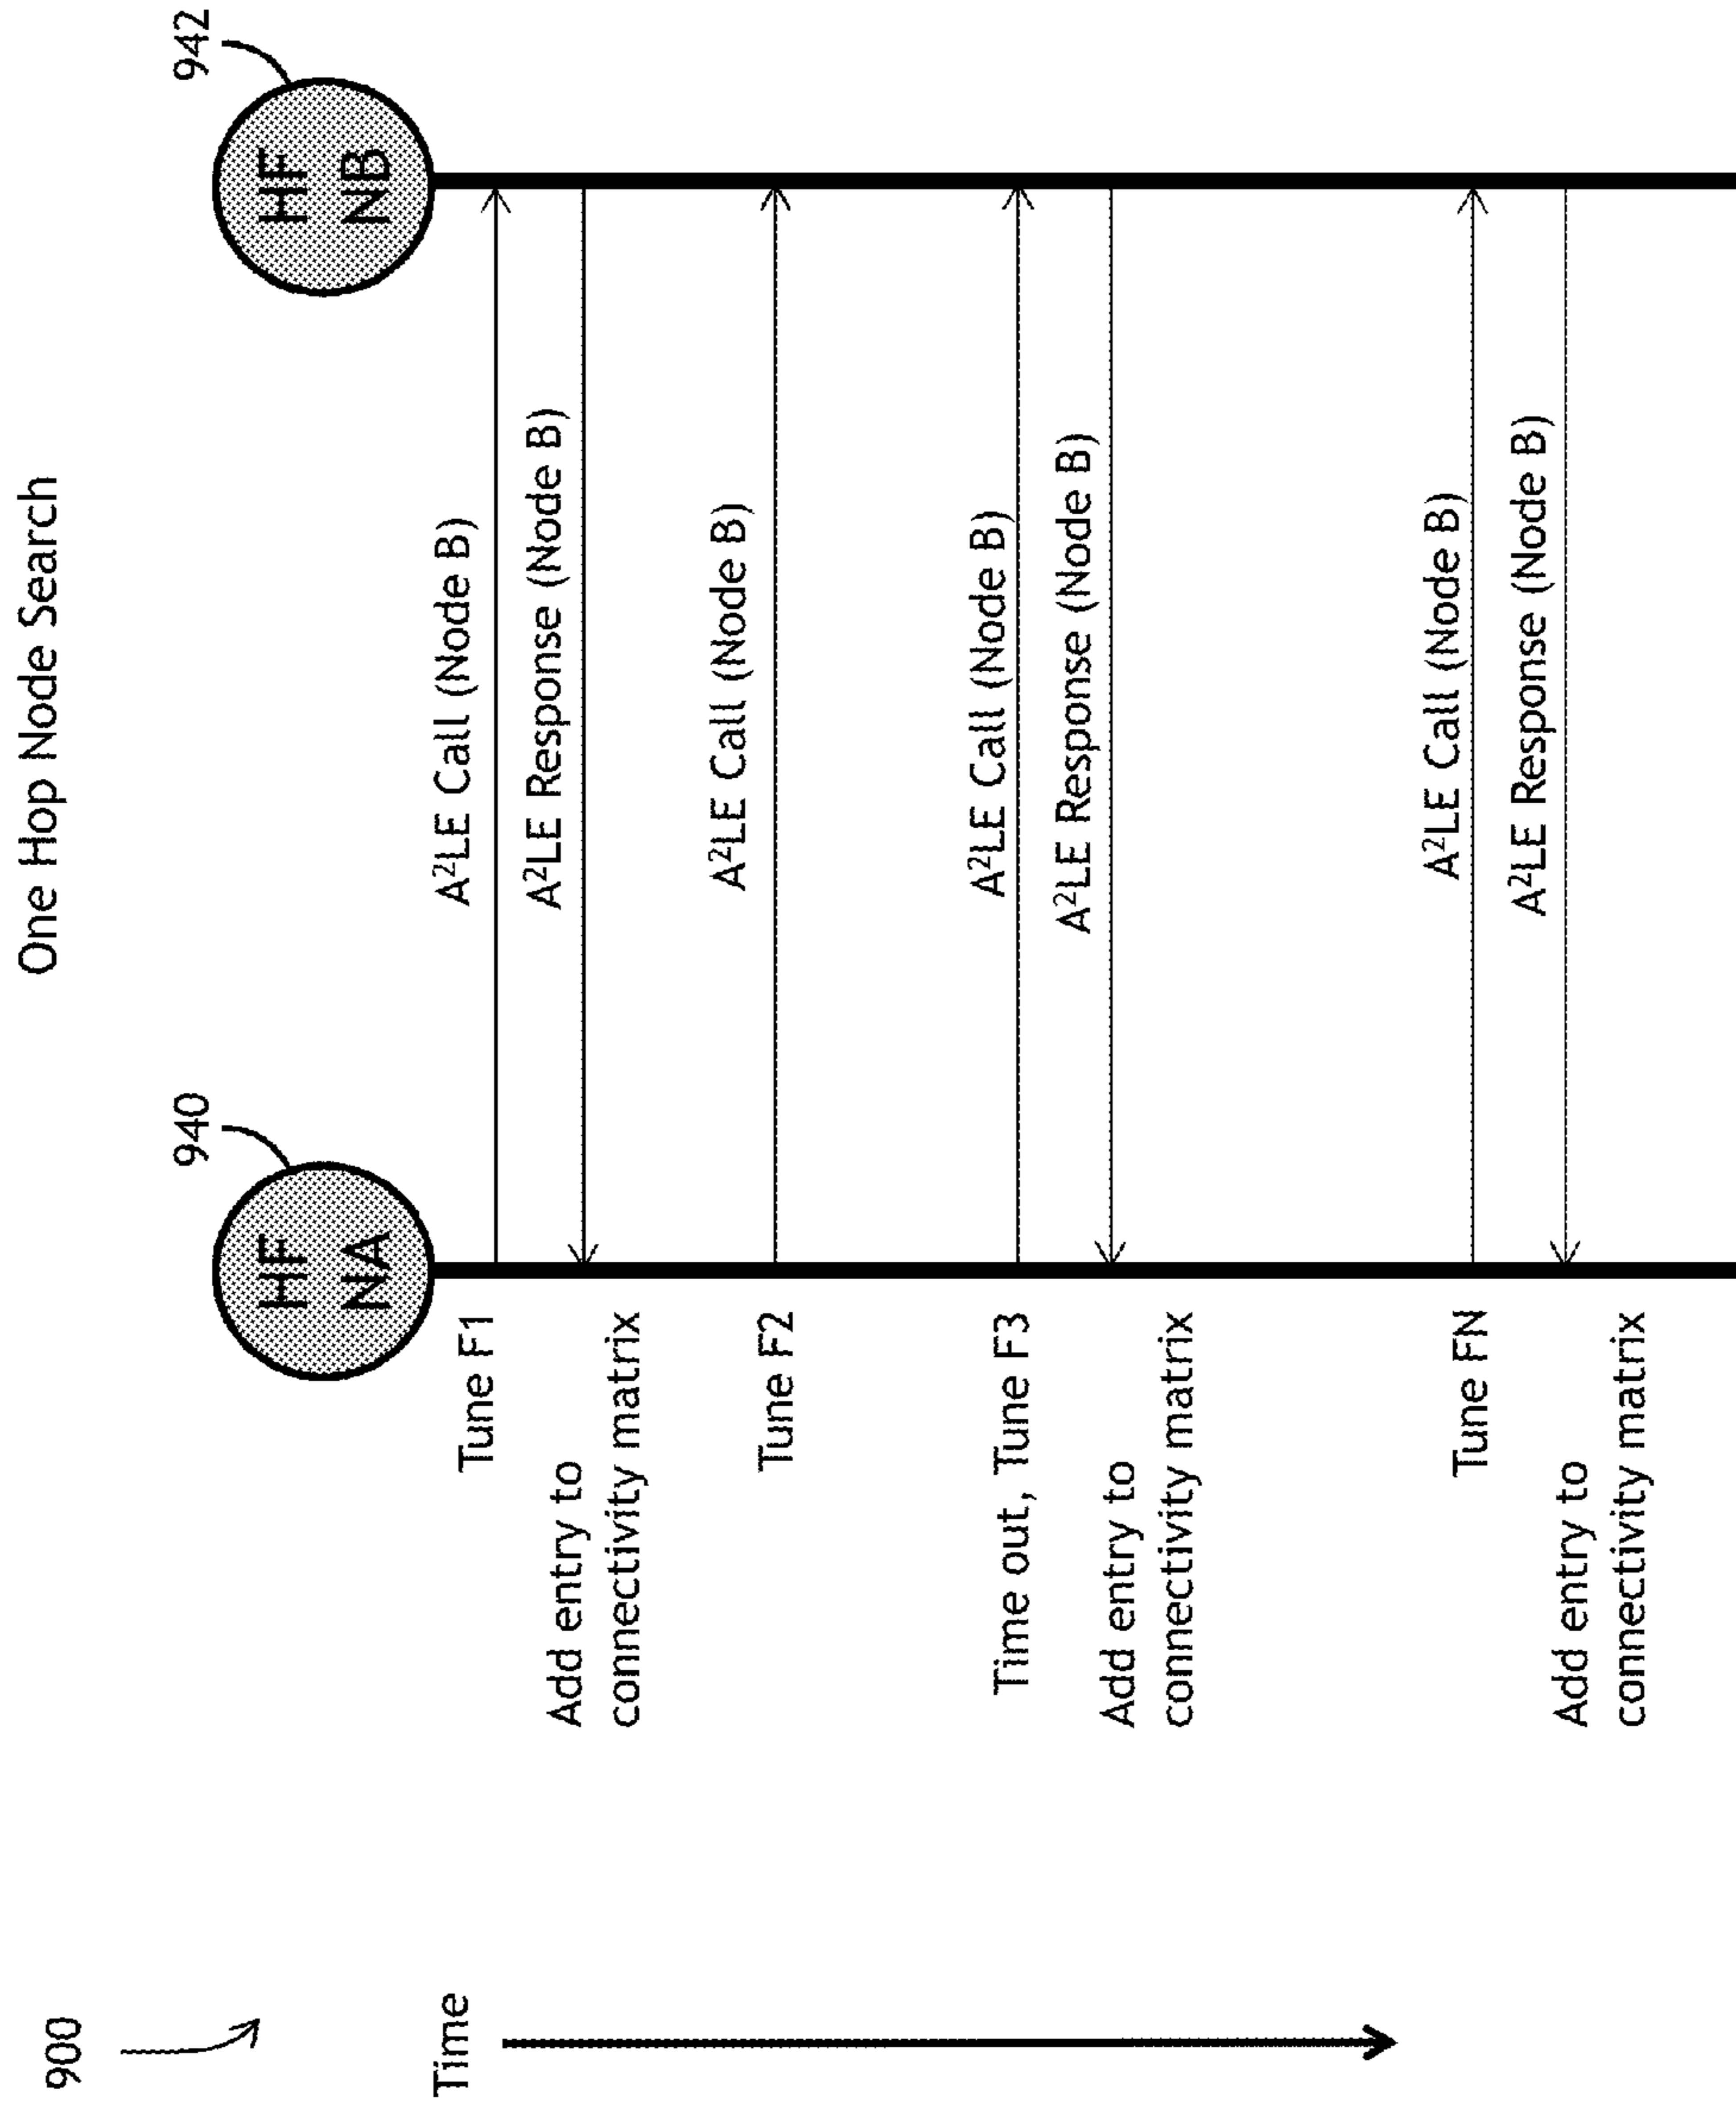 900
One Hop Node Search
940
942
HF
NA
HF
NB
Time
Tune F1
A²LE Call (Node B)
A²LE Response (Node B)
Add entry to
connectivity matrix
Tune F2
A²LE Call (Node B)
Time out, Tune F3
A²LE Call (Node B)
A²LE Response (Node B)
Add entry to
connectivity matrix
Tune FN
A²LE Call (Node B)
A²LE Response (Node B)
Add entry to
connectivity matrix